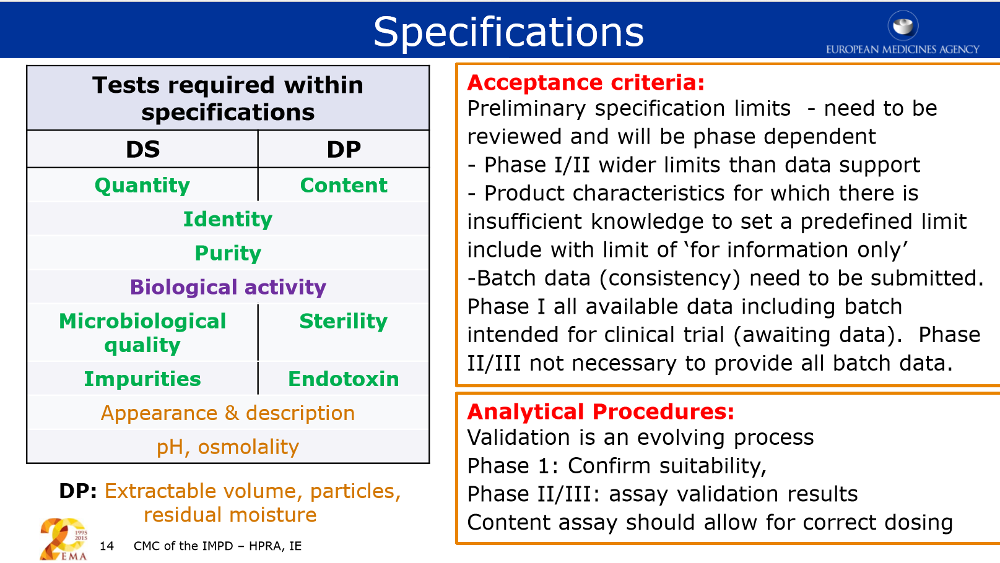 Specifications
EUROPEAN MEDICINES AGENCY
Tests required within
specifications
DS
DP
Quantity
Content
Identity
Purity
Biological activity
Microbiological
quality
Sterility
Impurities
Endotoxin
Appearance & description
pH, osmolality
DP: Extractable volume, particles,
residual moisture
1995
2015
EMA
14 CMC of the IMPD – HPRA, IE
Acceptance criteria:
Preliminary specification limits - need to be
reviewed and will be phase dependent
- Phase I/II wider limits than data support
- Product characteristics for which there is
insufficient knowledge to set a predefined limit
include with limit of ‘for information only’
-Batch data (consistency) need to be submitted.
Phase I all available data including batch
intended for clinical trial (awaiting data). Phase
II/III not necessary to provide all batch data.
Analytical Procedures:
Validation is an evolving process
Phase 1: Confirm suitability,
Phase II/III: assay validation results
Content assay should allow for correct dosing